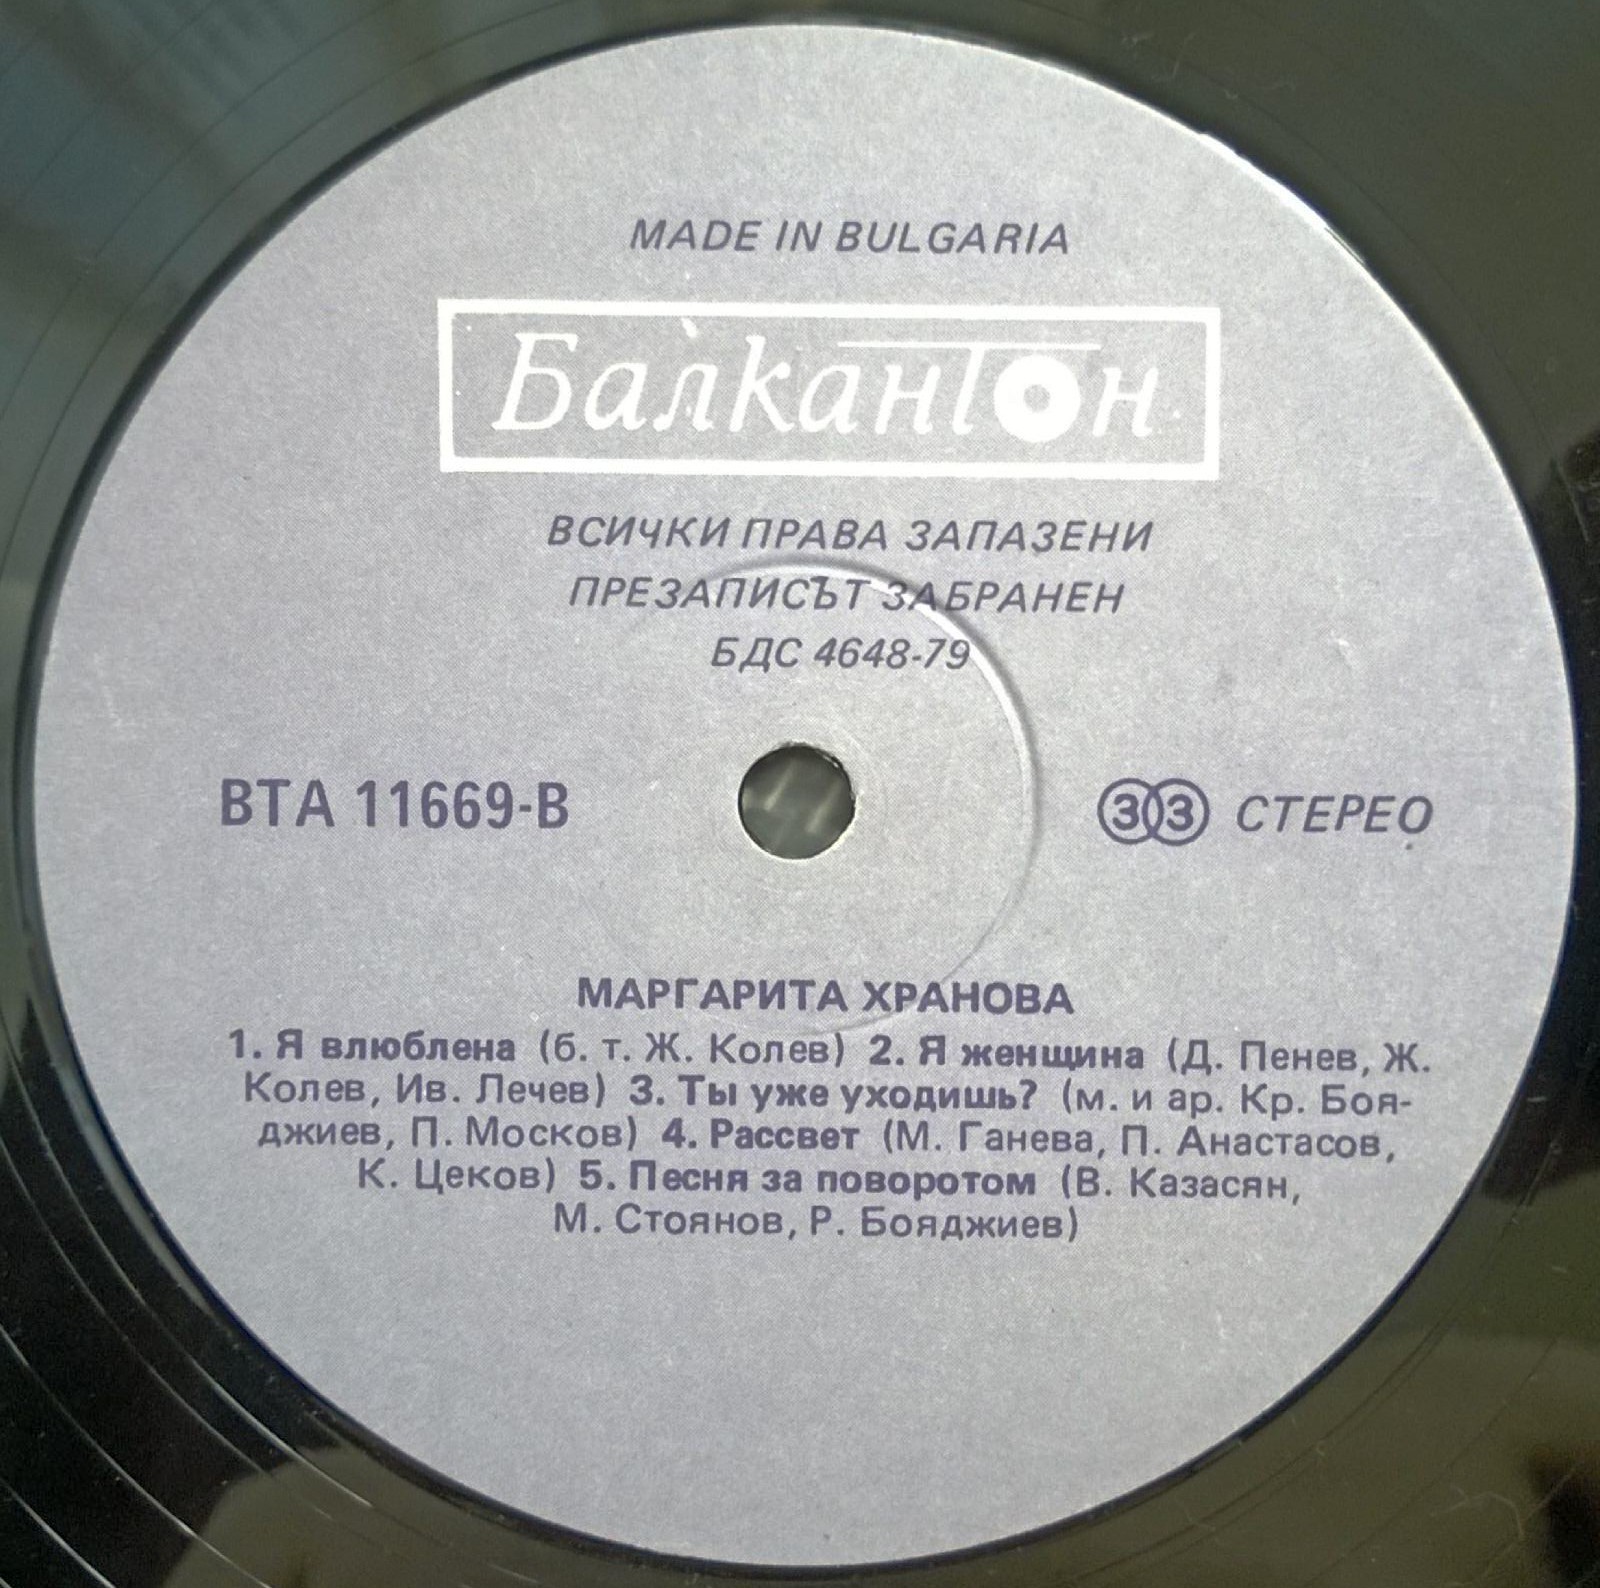 MADE IN BULGARIA
Балкантон
ВСИЧКИ ПРАВА ЗАПАЗЕНИ
ПРЕЗАПИСЪТ ЗАБРАНЕН
БДС 4648-79
ВТА 11669-В
33 СТЕРЕО
МАРГАРИТА ХРАНОВА
1. Я влюблена (б. т. Ж. Колев) 2. Я женщина (Д. Пенев, Ж.
Колев, Ив. Лечев) 3. Ты уже уходишь? (м. и ар. Кр. Боя-
джиев, П. Москов) 4. Рассвет (М. Ганева, П. Анастасов,
К. Цеков) 5. Песня за поворотом (В. Казасян,
М. Стоянов, Р. Бояджиев)